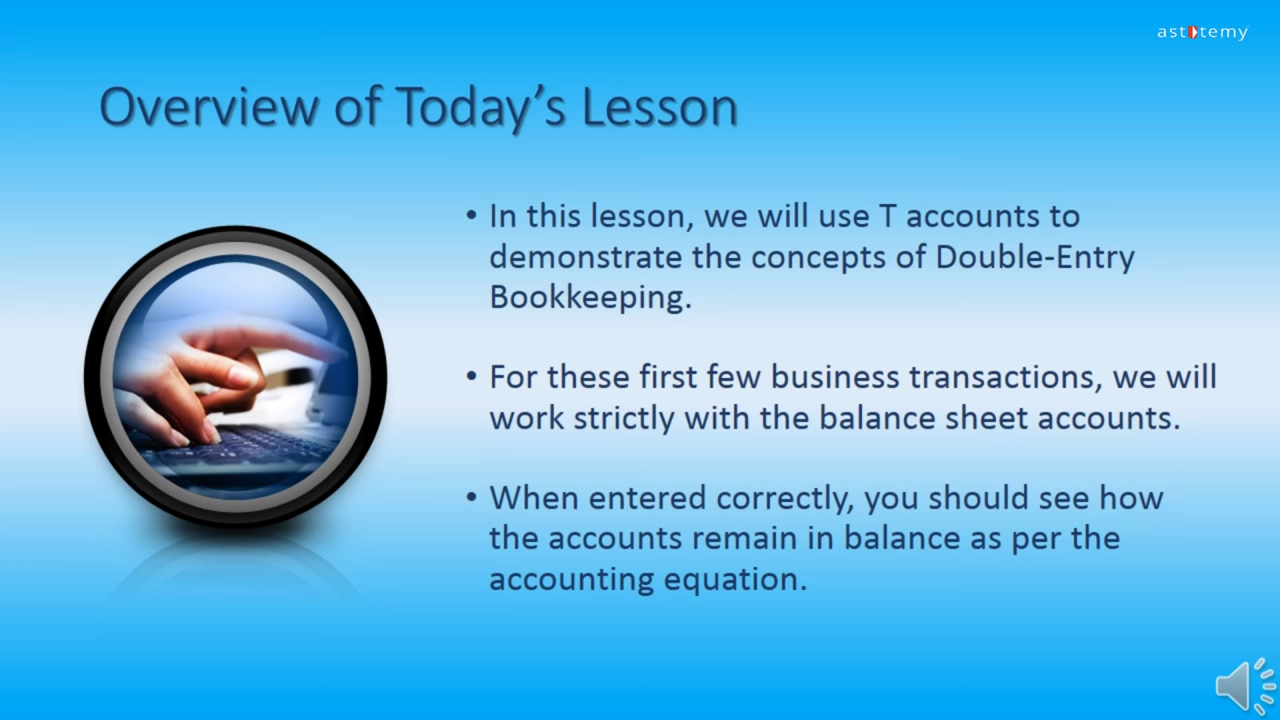 ast temy
Overview of Today's Lesson
• In this lesson, we will use T accounts to
demonstrate the concepts of Double-Entry
Bookkeeping.
• For these first few business transactions, we will
work strictly with the balance sheet accounts.
• When entered correctly, you should see how
the accounts remain in balance as per the
accounting equation.